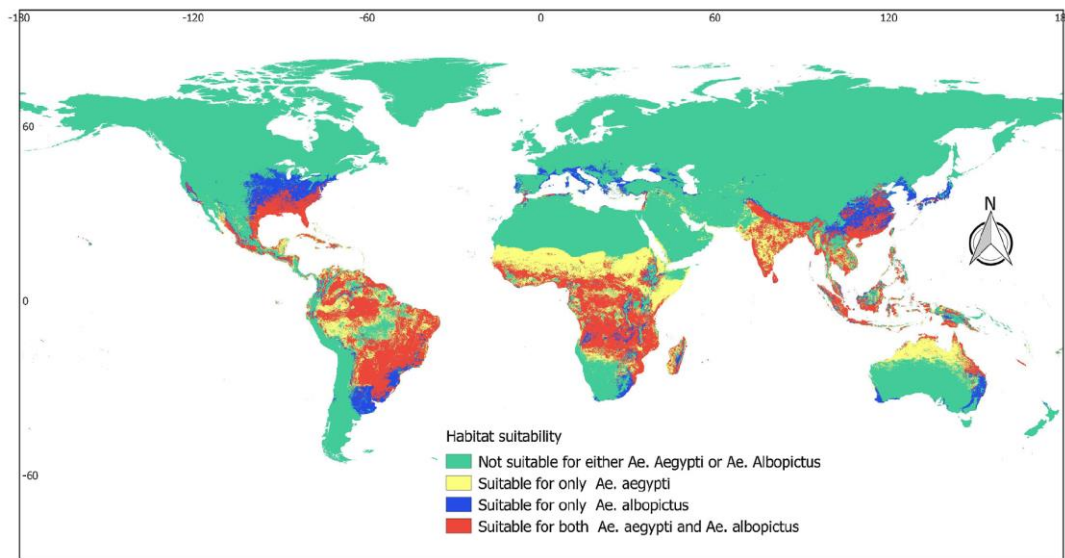 -180 -120 -60 0 60 120 18
60
N
0
-60
Habitat suitability
Not suitable for either Ae. Aegypti or Ae. Albopictus
Suitable for only Ae. aegypti
Suitable for only Ae. albopictus
Suitable for both Ae. aegypti and Ae. albopictus